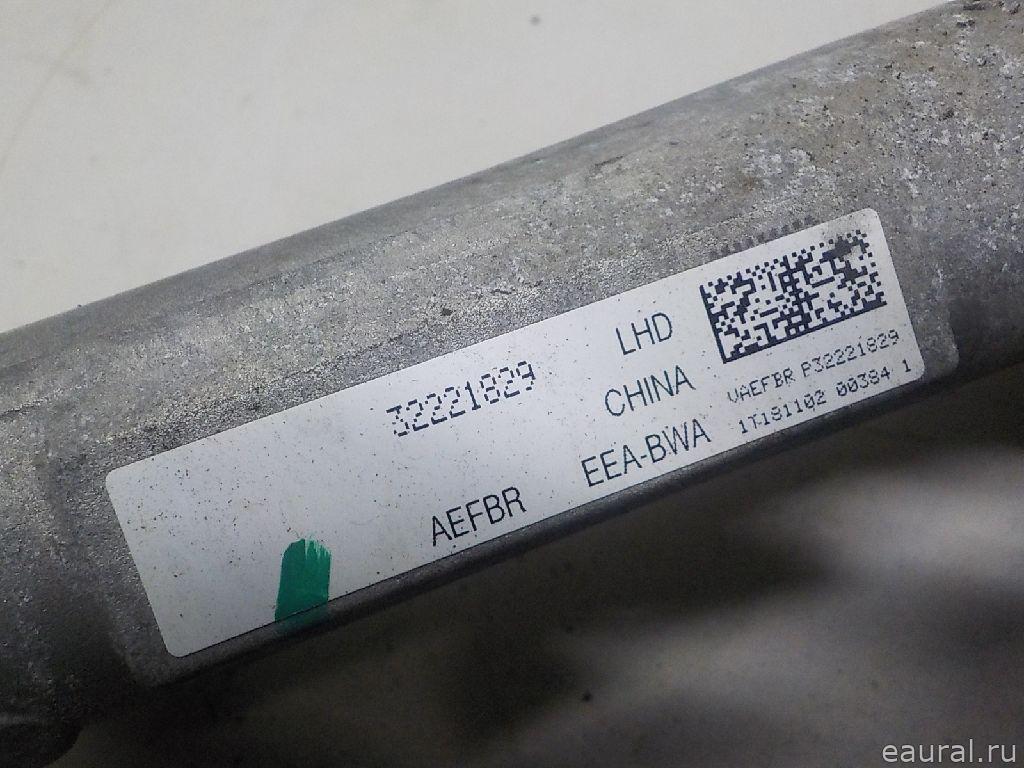 32221829
LHD
CHINA
AEFBR
EEA-BWA
VAEFBR P32221829
1T181102 00384 1
eaural.ru